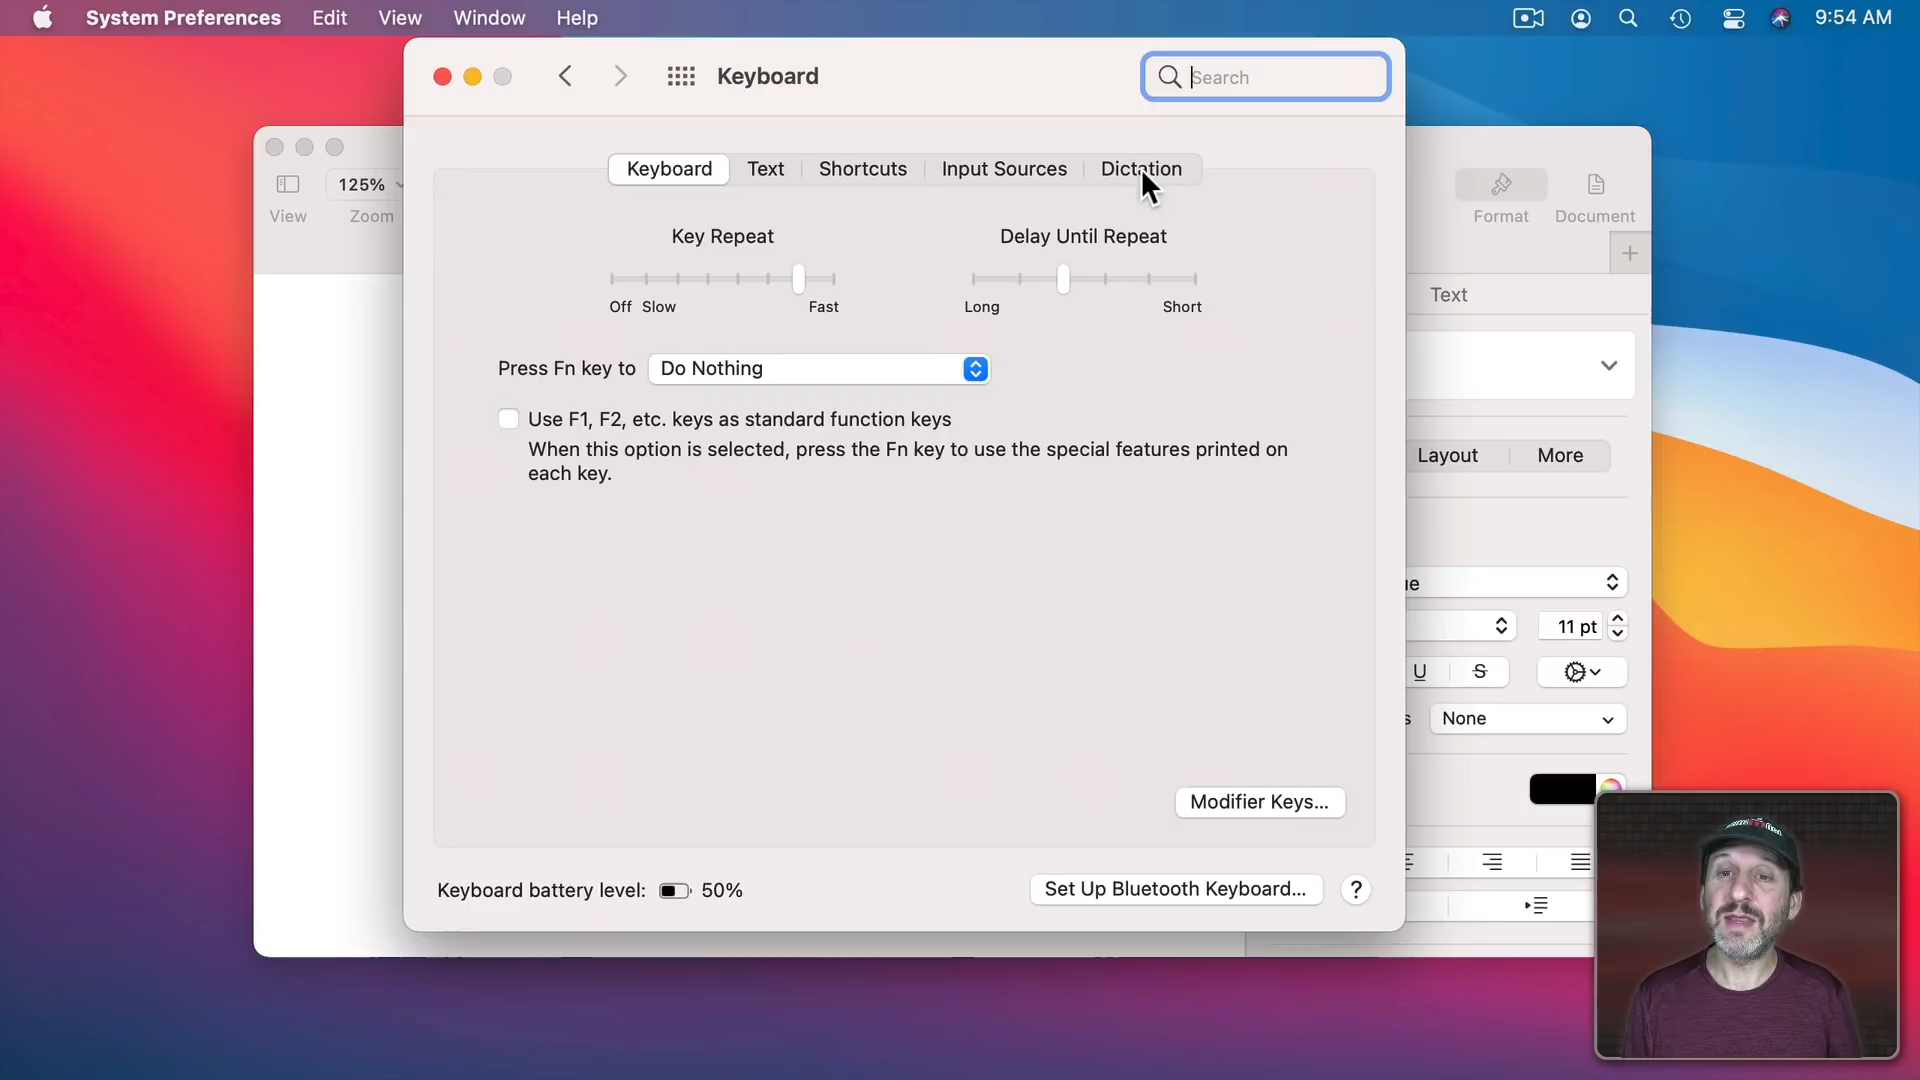 System Preferences Edit View Window Help 9:54 AM
Keyboard
Search
125%
View Zoom
Format Document
Keyboard Text Shortcuts Input Sources Dictation
Key Repeat
Delay Until Repeat
Off Slow Fast
Long Short
Text
Press Fn key to Do Nothing
Use F1, F2, etc. keys as standard function keys
When this option is selected, press the Fn key to use the special features printed on
each key.
Layout More
ue
11 pt
U S
s None
Modifier Keys...
Keyboard battery level: 50%
Set Up Bluetooth Keyboard... ?